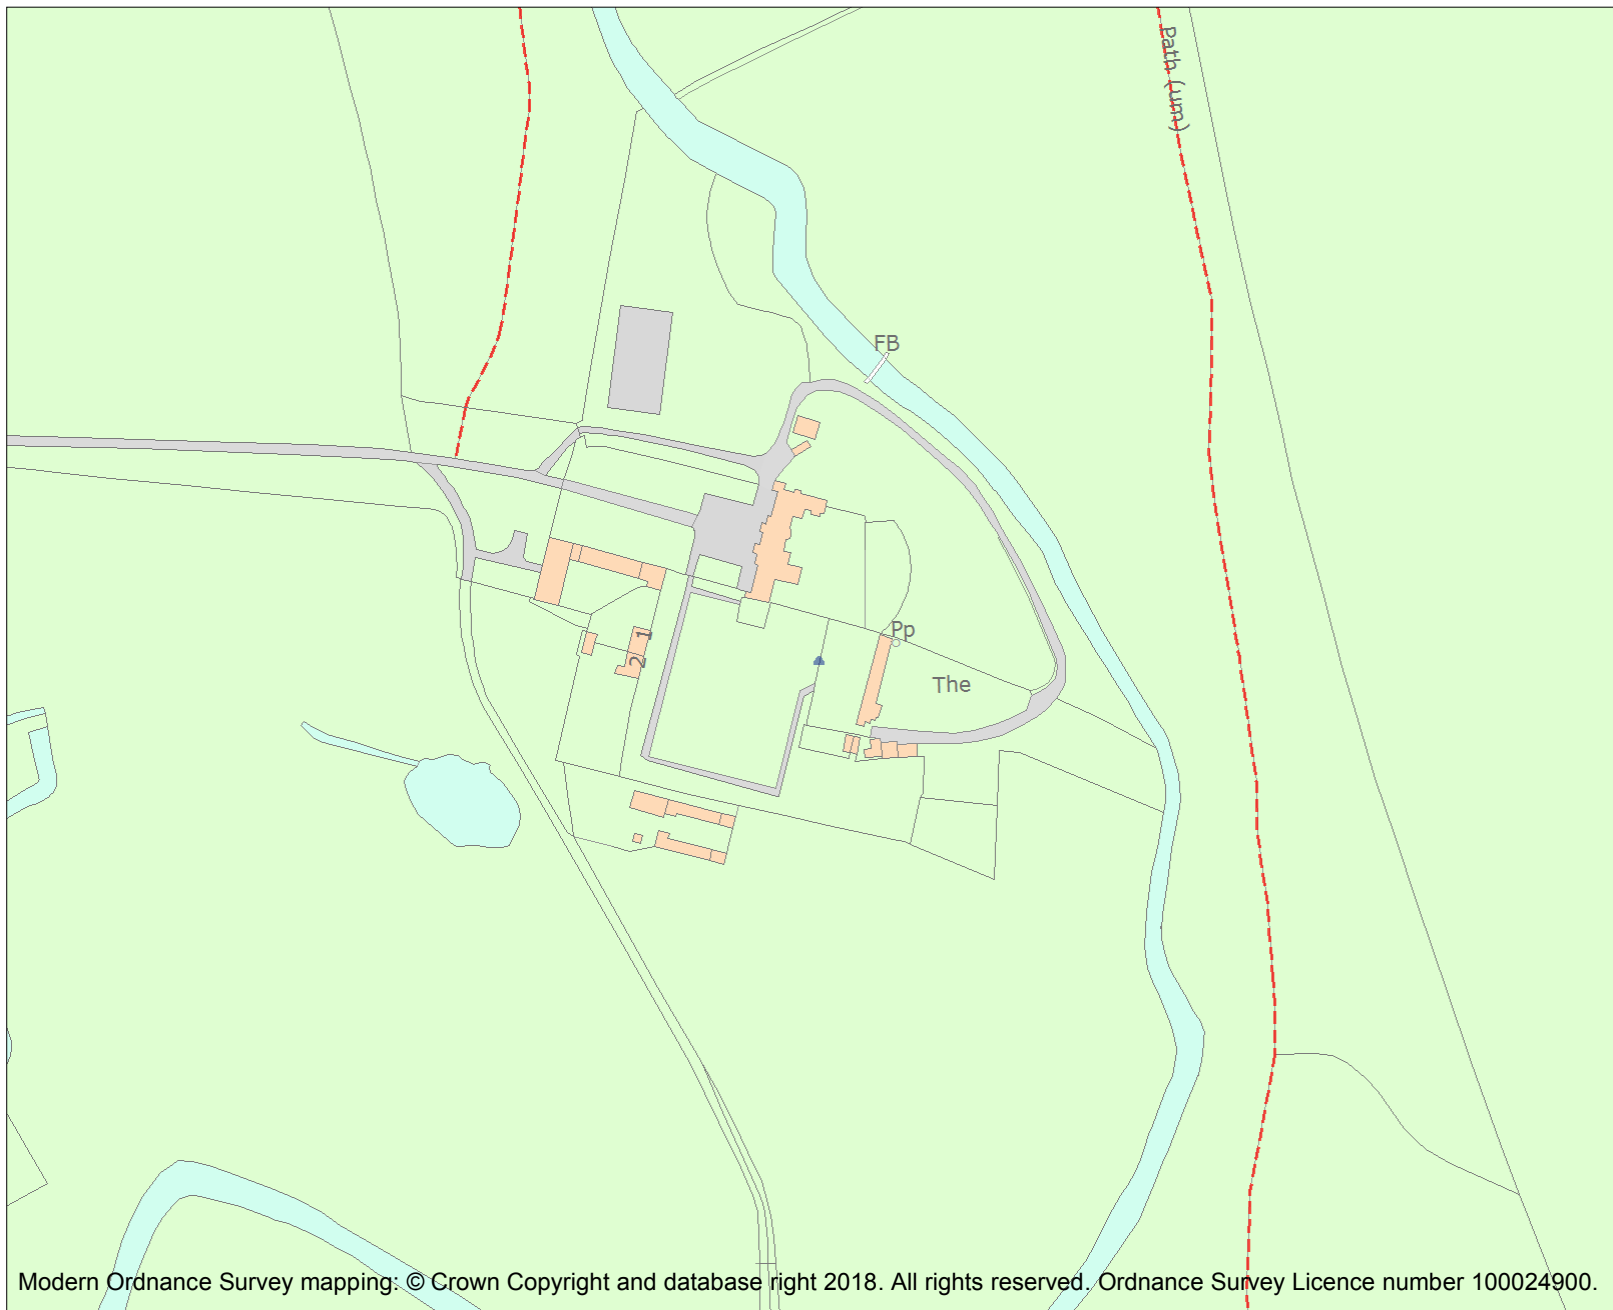 Path (um)
FB
Pp
1
2
The
Modern Ordnance Survey mapping: © Crown Copyright and database right 2018. All rights reserved. Ordnance Survey Licence number 100024900.